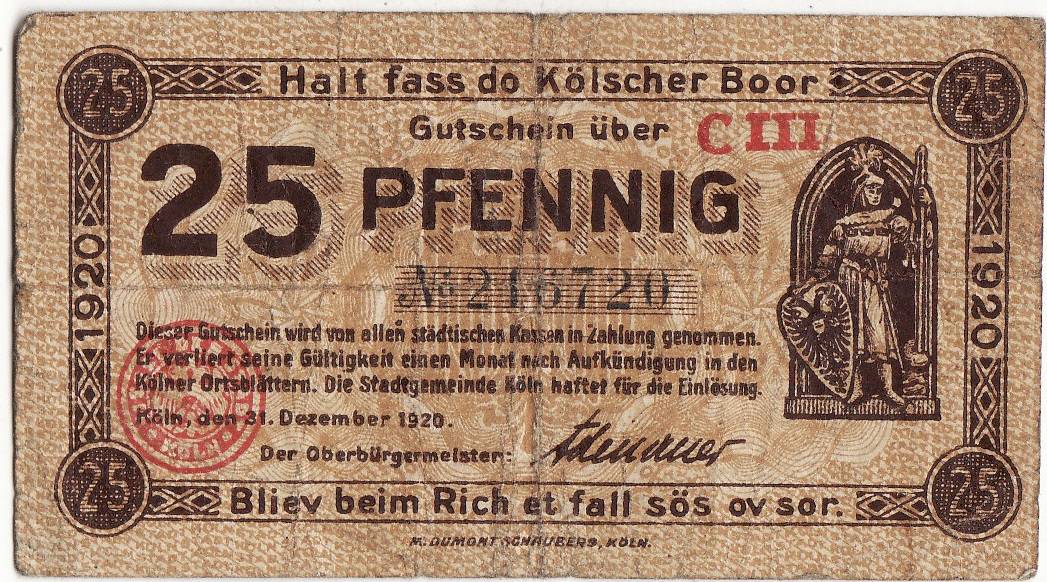 25 Halt fass do Kölscher Boor 25
Gutschein über C III
25 PFENNIG
1920
1920
No 216720
Dieser Gutschein wird von allen städtischen Kassen in Zahlung genommen.
Er verliert seine Gültigkeit einen Monat nach Aufkündigung in den
Kölner Ortsblättern. Die Stadtgemeinde Köln haftet für die Einlösung.
Köln, den 31. Dezember 1920.
Der Oberbürgermeister: Adenauer
25 Bliev beim Rich et fall sös ov sor. 25
M. DUMONT SCHAUBERG, KÖLN.